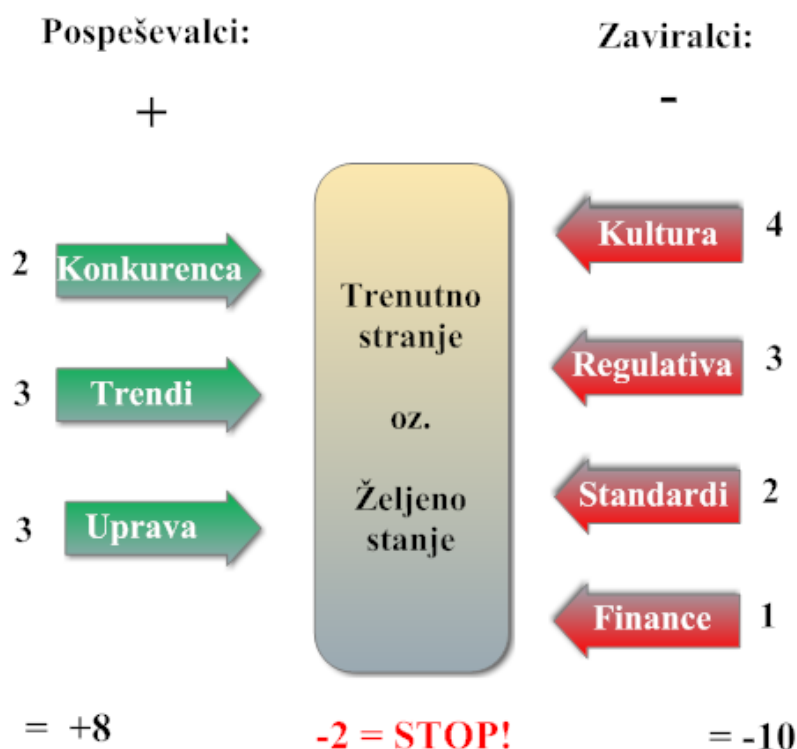 Pospeševalci:
+
2
Konkurenca
3
Trendi
3
Uprava
= +8
Trenutno
stranje
oz.
Željeno
stanje
-2 = STOP!
Zaviralci:
-
Kultura
4
Regulativa
3
Standardi
2
Finance
1
= -10